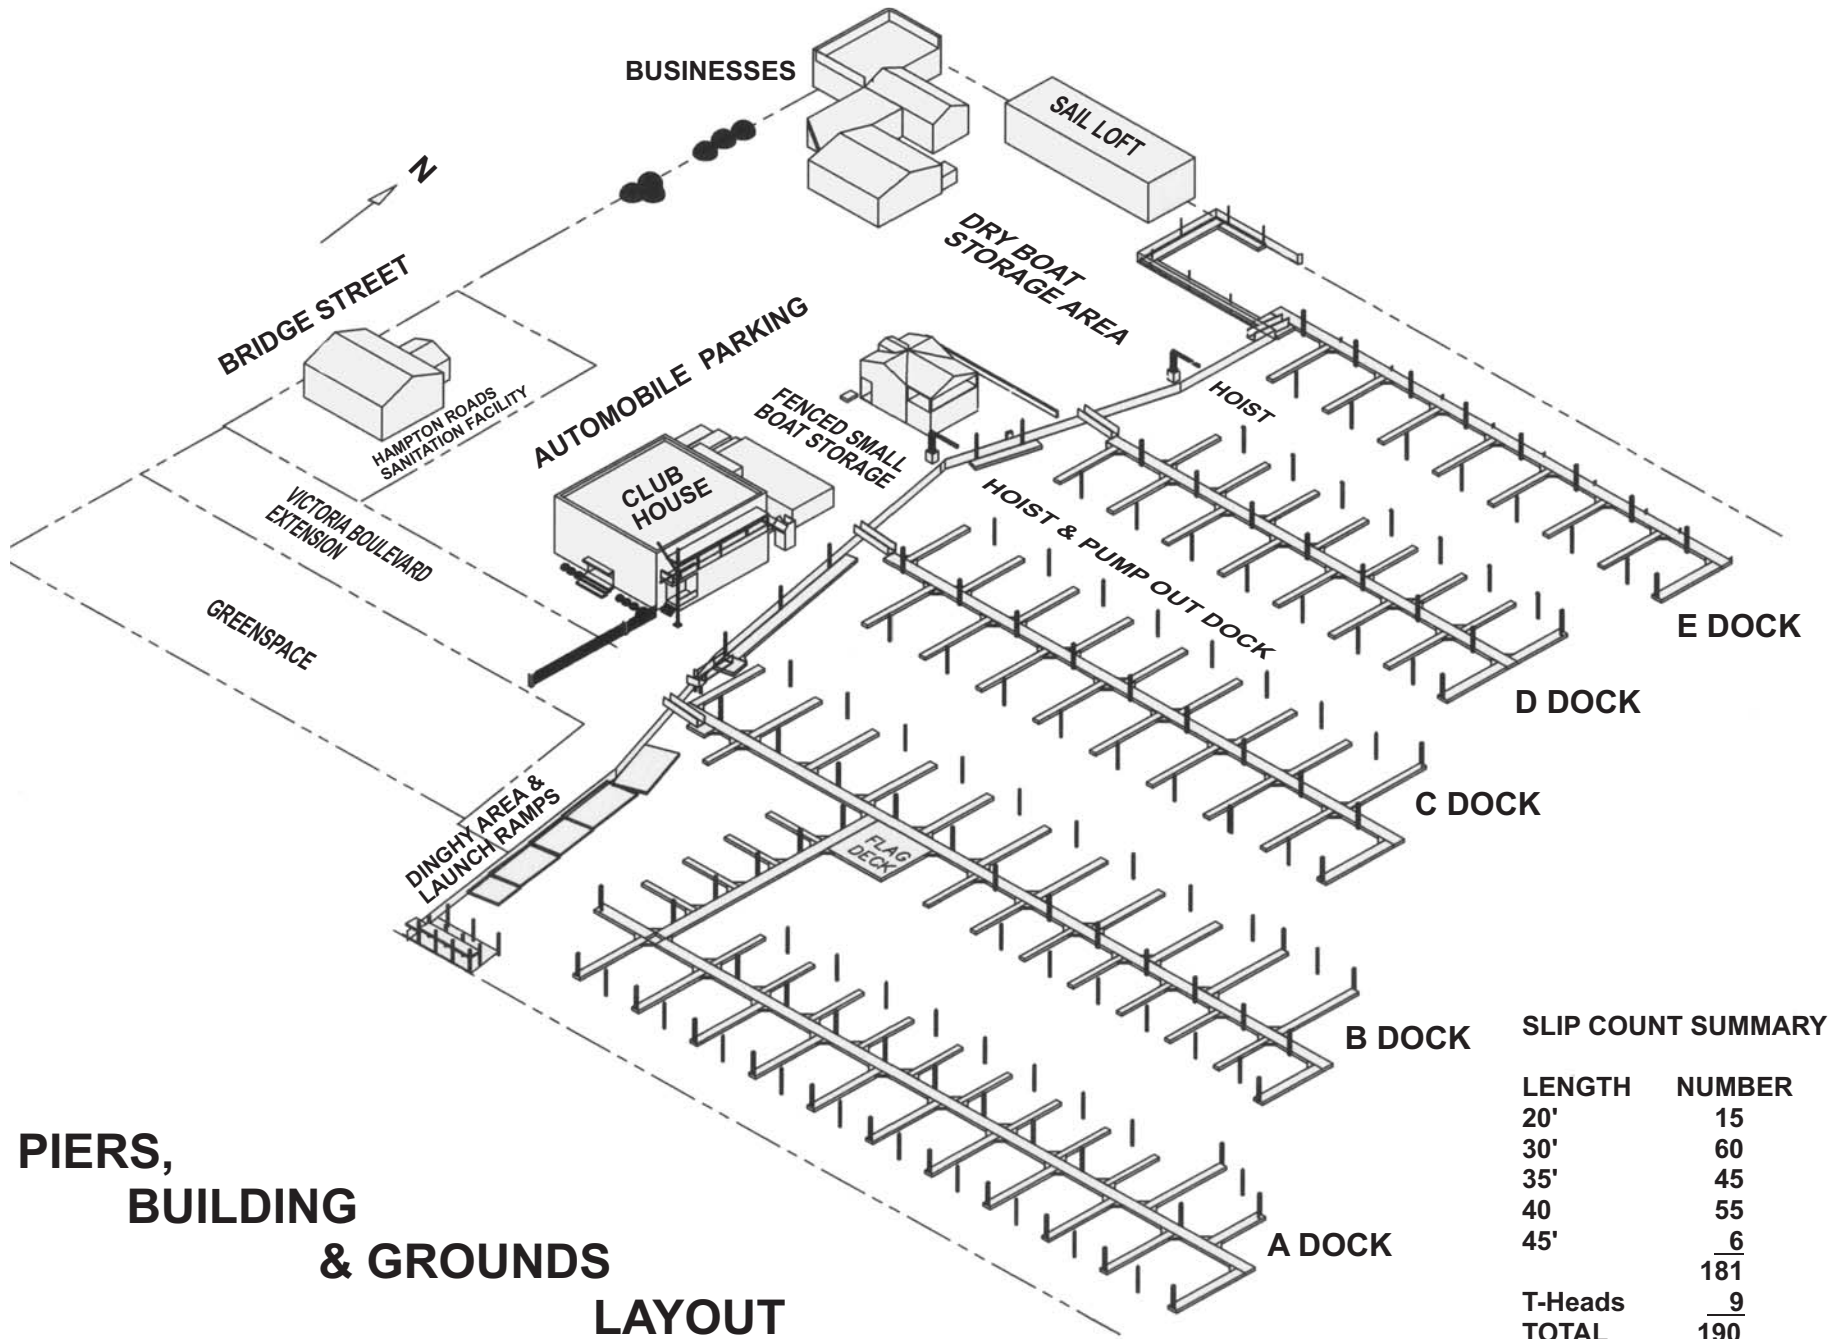 BUSINESSES
SAIL LOFT
N
DRY BOAT
STORAGE AREA
BRIDGE STREET
HAMPTON ROADS
SANITATION FACILITY
AUTOMOBILE PARKING
FENCED SMALL
BOAT STORAGE
HOIST
CLUB
HOUSE
HOIST & PUMP OUT DOCK
VICTORIA BOULEVARD
EXTENSION
GREENSPACE
E DOCK
D DOCK
C DOCK
DINGHY AREA &
LAUNCH RAMPS
FLAG
DECK
B DOCK
A DOCK
SLIP COUNT SUMMARY
LENGTH NUMBER
20' 15
30' 60
35' 45
40 55
45' 6
181
T-Heads 9
TOTAL 190
PIERS,
BUILDING
& GROUNDS
LAYOUT